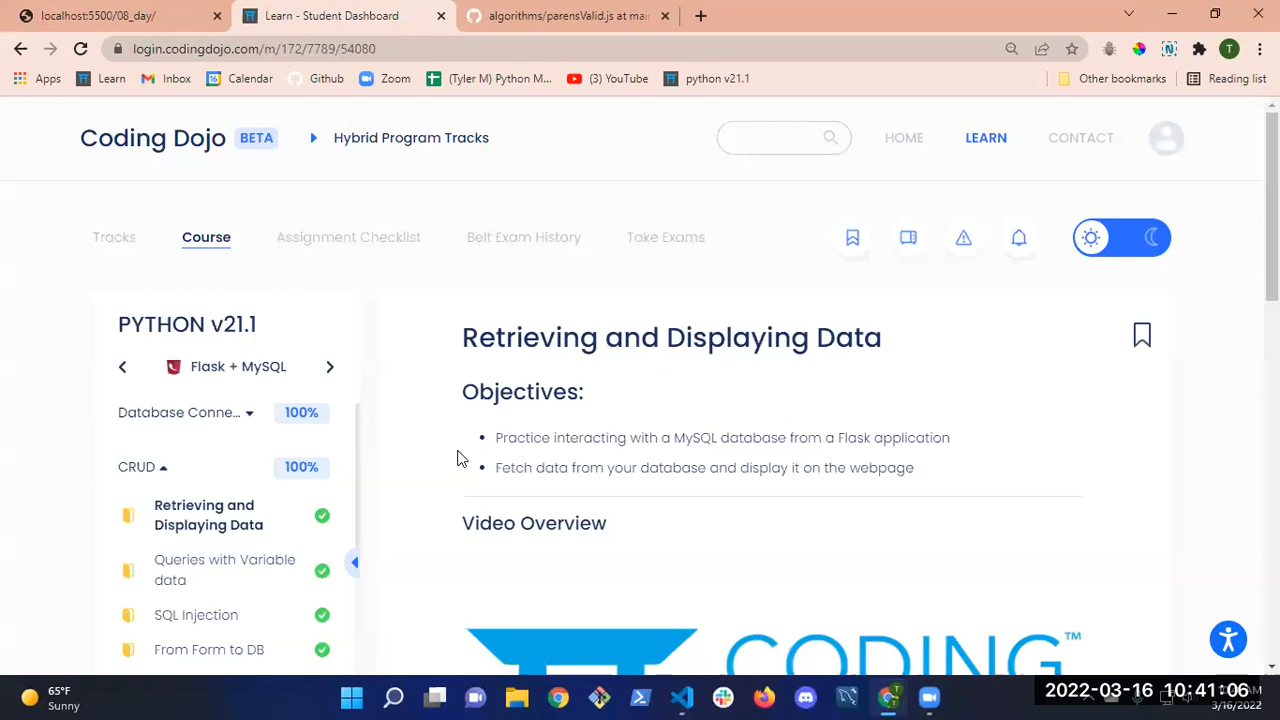 localhost:5500/08_day/
Learn - Student Dashboard
algorithms/parensValid.js at mai
login.codingdojo.com/m/172/7789/54080
T
Apps
Learn
Inbox
16
Calendar
Github
Zoom
(Tyler M) Python M...
(3) YouTube
python v21.1
Other bookmarks
Reading list
Coding Dojo BETA
Hybrid Program Tracks
HOME
LEARN
CONTACT
Tracks
Course
Assignment Checklist
Belt Exam History
Take Exams
PYTHON v21.1
Flask + MySQL
Database Conne... 100%
CRUD 100%
Retrieving and
Displaying Data
Queries with Variable
data
SQL Injection
From Form to DB
Retrieving and Displaying Data
Objectives:
Practice interacting with a MySQL database from a Flask application
Fetch data from your database and display it on the webpage
Video Overview
CODING™
65°F
Sunny
2022-03-16 10:41:06
AM
3/16/2022